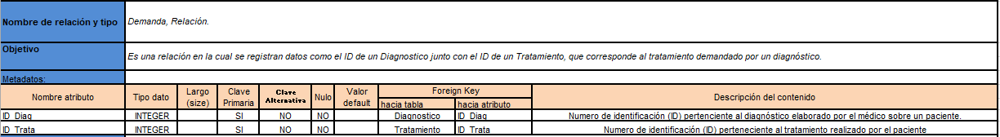 Nombre de relación y tipo Demanda, Relación.
Objetivo
Es una relación en la cual se registran datos como el ID de un Diagnostico junto con el ID de un Tratamiento, que corresponde al tratamiento demandado por un diagnóstico.
Metadatos:
Nombre atributo Tipo dato Largo (size) Clave Primaria Clave Alternativa Nulo Valor default Foreign Key Descripción del contenido
hacia tabla hacia atributo
ID_Diag INTEGER SI NO NO Diagnostico ID_Diag Numero de identificación (ID) perteneciente al diagnóstico elaborado por el médico sobre un paciente.
ID_Trata INTEGER SI NO NO Tratamiento ID_Trata Numero de identificación (ID) perteneciente al tratamiento realizado por el paciente